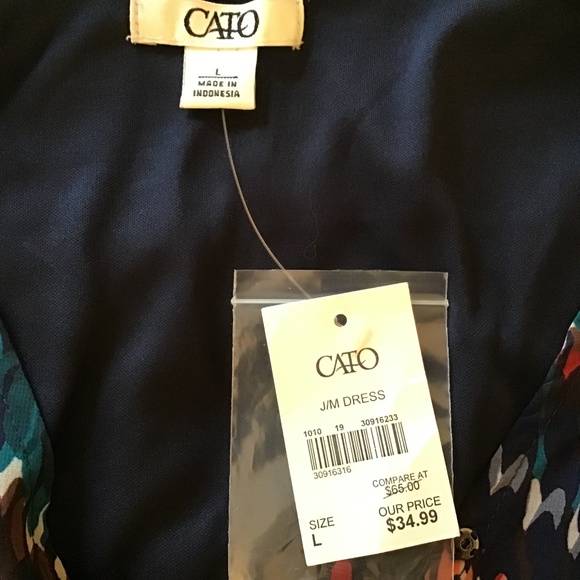 CATO
L
MADE IN
INDONESIA
CATO
J/M DRESS
1010 19 30916233
30916316
COMPARE AT
$65.00
SIZE OUR PRICE
L $34.99